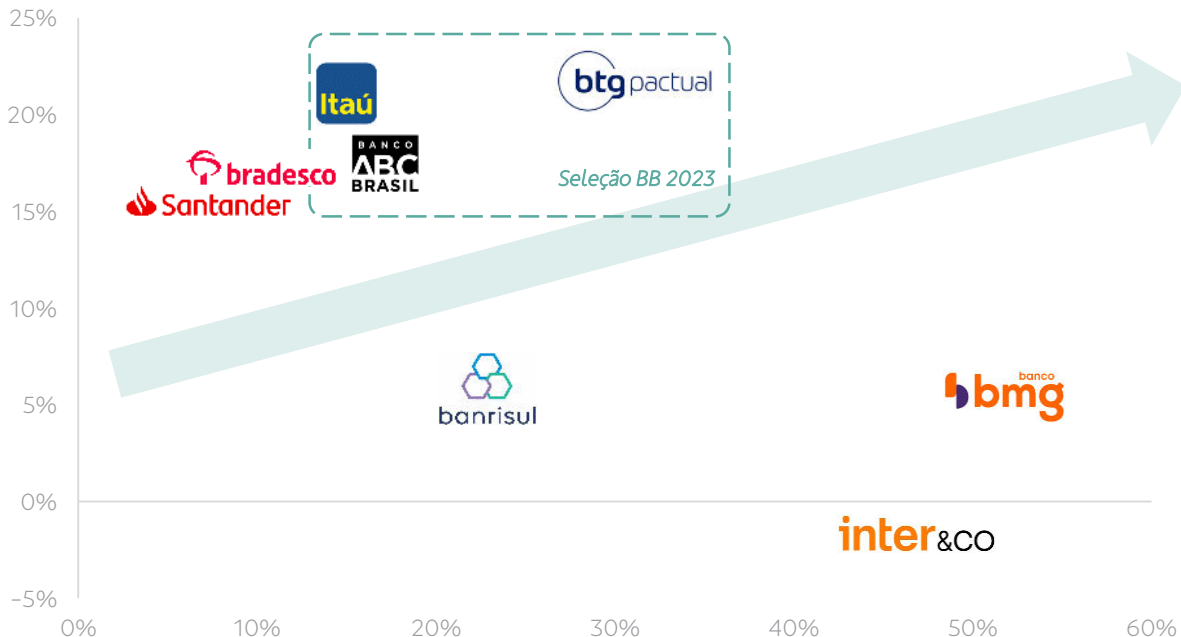 25%
20%
15%
10%
5%
0%
-5%
0%
10%
20%
30%
40%
50%
60%
Itaú
btg pactual
BANCO
ABC
BRASIL
bradesco
Santander
Seleção BB 2023
banrisul
banco
bmg
inter&CO